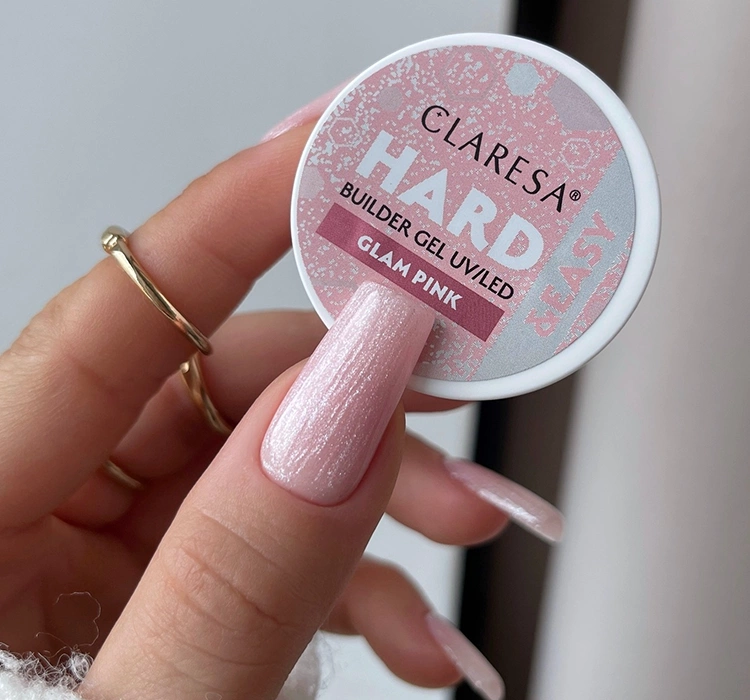 CLARESA®
HARD
&EASY
BUILDER GEL UV/LED
GLAM PINK